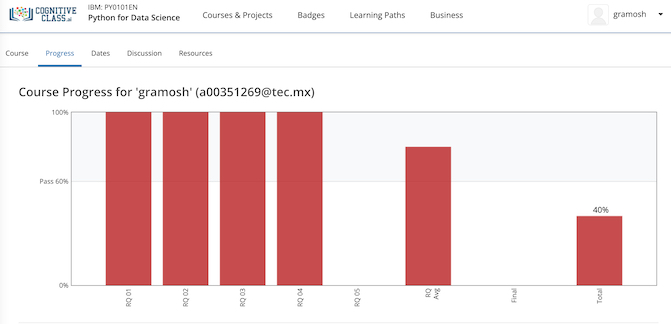 COGNITIVE
CLASS.ai
IBM: PY0101EN
Python for Data Science
Courses & Projects
Badges
Learning Paths
Business
gramosh
Course
Progress
Dates
Discussion
Resources
Course Progress for 'gramosh' (a00351269@tec.mx)
100%
Pass 60%
0%
40%
RQ 01
RQ 02
RQ 03
RQ 04
RQ 05
RQ
Avg
Final
Total